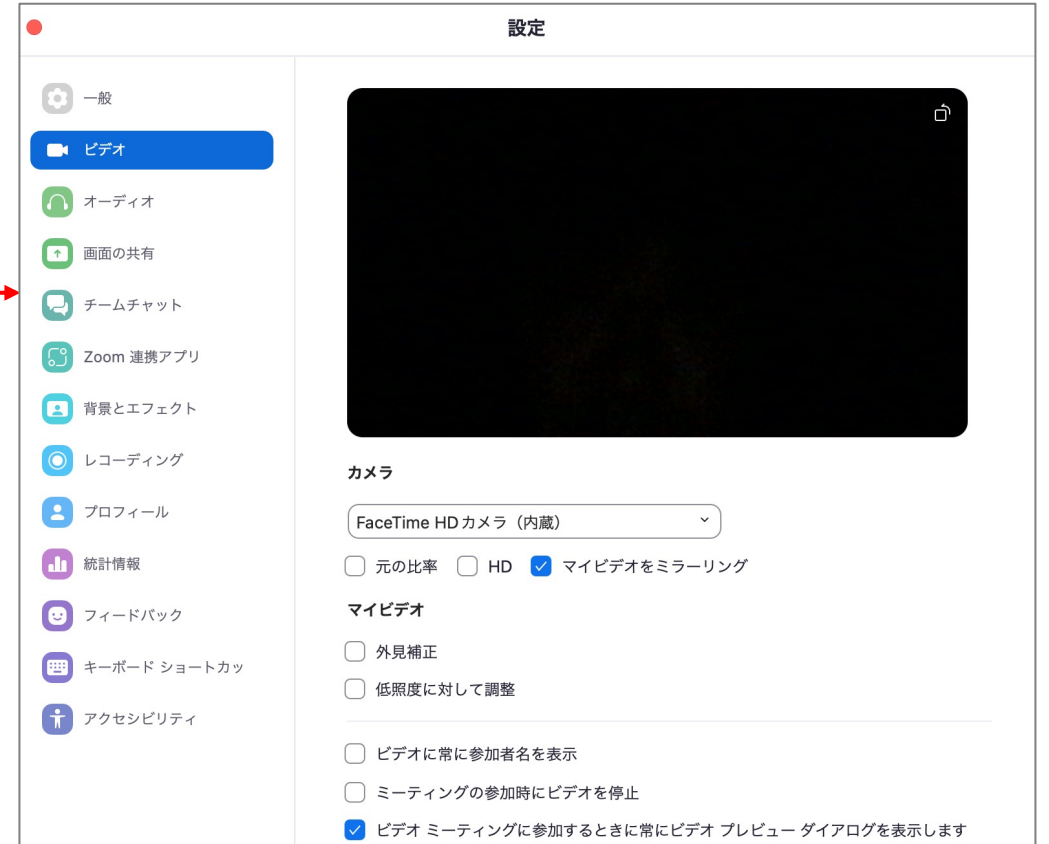 設定
一般
ビデオ
オーディオ
画面の共有
チームチャット
Zoom 連携アプリ
背景とエフェクト
レコーディング
プロフィール
統計情報
フィードバック
キーボード ショートカッ
アクセシビリティ
カメラ
FaceTime HDカメラ（内蔵）
元の比率 HD マイビデオをミラーリング
マイビデオ
外見補正
低照度に対して調整
ビデオに常に参加者名を表示
ミーティングの参加時にビデオを停止
ビデオ ミーティングに参加するときに常にビデオ プレビュー ダイアログを表示します